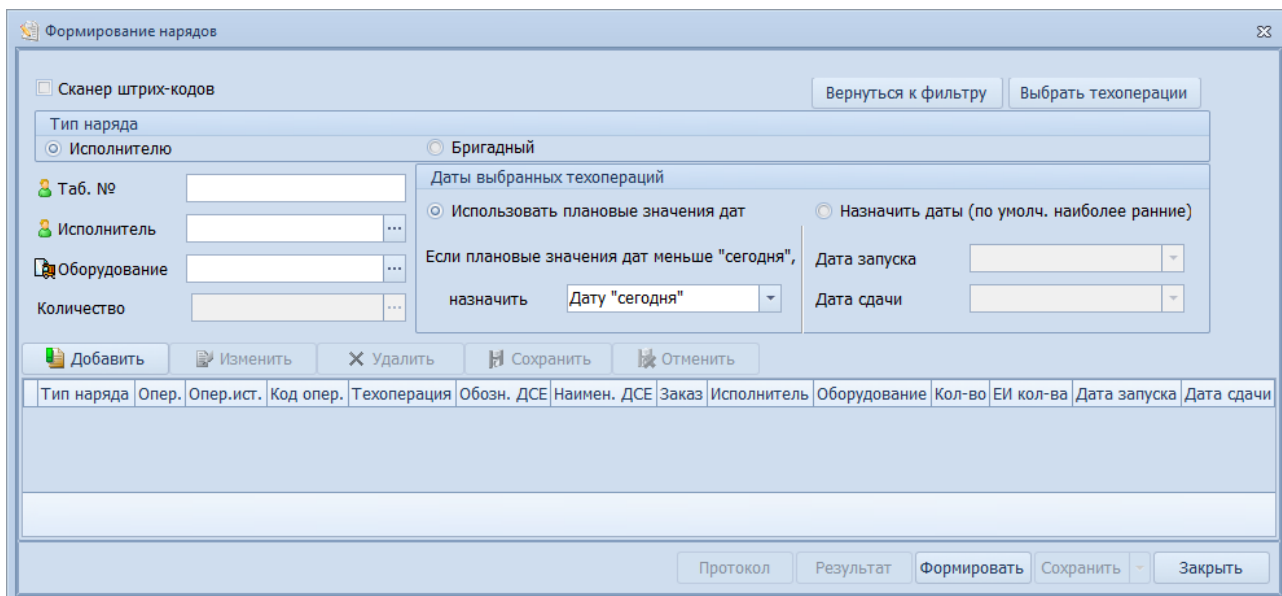 Формирование нарядов
Сканер штрих-кодов
Вернуться к фильтру Выбрать техоперации
Тип наряда
Исполнителю Бригадный
Таб. №
Исполнитель
Оборудование
Количество
Даты выбранных техопераций
Использовать плановые значения дат Назначить даты (по умолч. наиболее ранние)
Если плановые значения дат меньше "сегодня",
назначить Дату "сегодня"
Дата запуска
Дата сдачи
Добавить Изменить Удалить Сохранить Отменить
Тип наряда Опер. Опер.ист. Код опер. Техоперация Обозн. ДСЕ Наимен. ДСЕ Заказ Исполнитель Оборудование Кол-во ЕИ кол-ва Дата запуска Дата сдачи
Протокол Результат Формировать Сохранить Закрыть